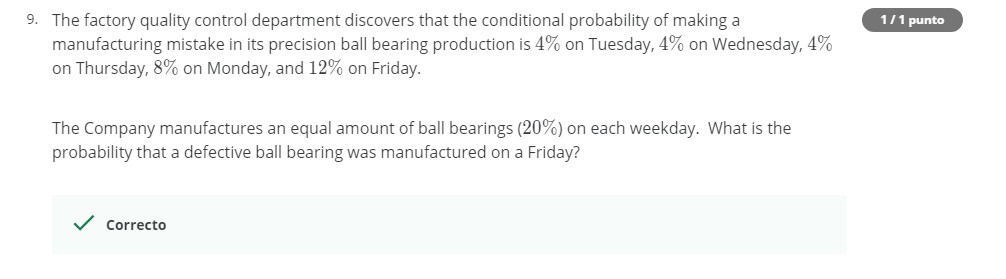 9. The factory quality control department discovers that the conditional probability of making a
1 / 1 punto
manufacturing mistake in its precision ball bearing production is 4% on Tuesday, 4% on Wednesday, 4%
on Thursday, 8% on Monday, and 12% on Friday.
The Company manufactures an equal amount of ball bearings (20%) on each weekday. What is the
probability that a defective ball bearing was manufactured on a Friday?
Correcto